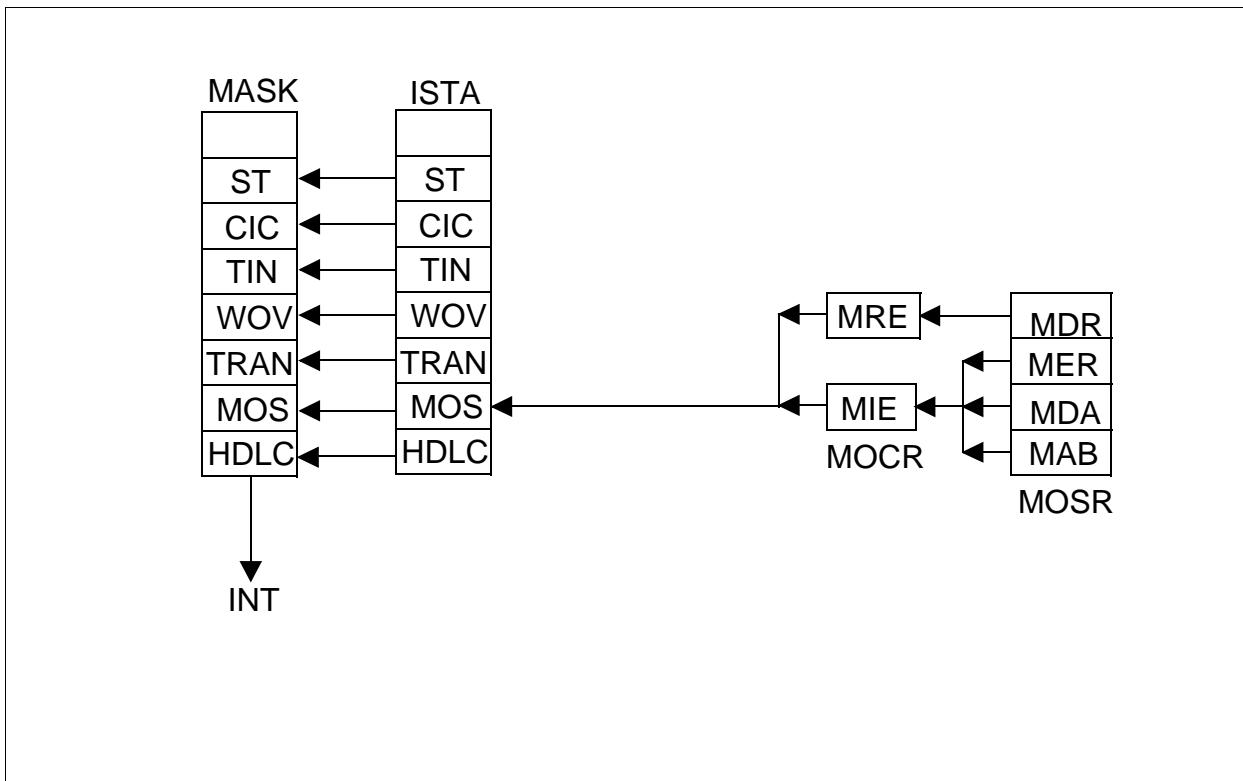 MASK ISTA
ST ST
CIC CIC
TIN TIN
WOV WOV
MRE MDR
TRAN TRAN
MER
MOS MOS
MIE MDA
HDLC HDLC
MOCR MAB
MOSR
INT